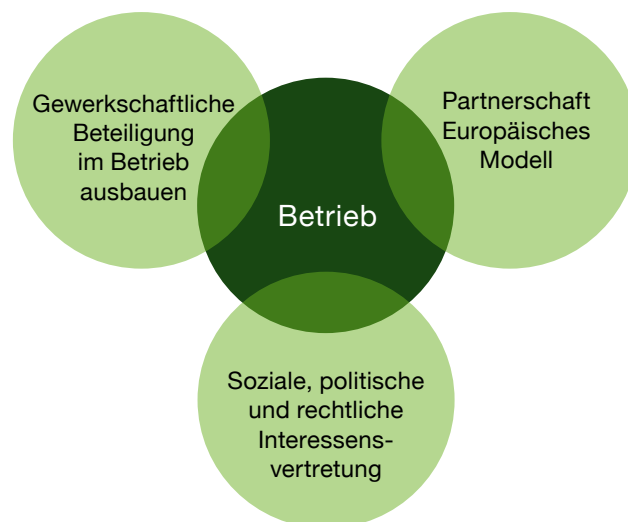 Gewerkschaftliche
Beteiligung
im Betrieb
ausbauen
Partnerschaft
Europäisches
Modell
Betrieb
Soziale, politische
und rechtliche
Interessens-
vertretung